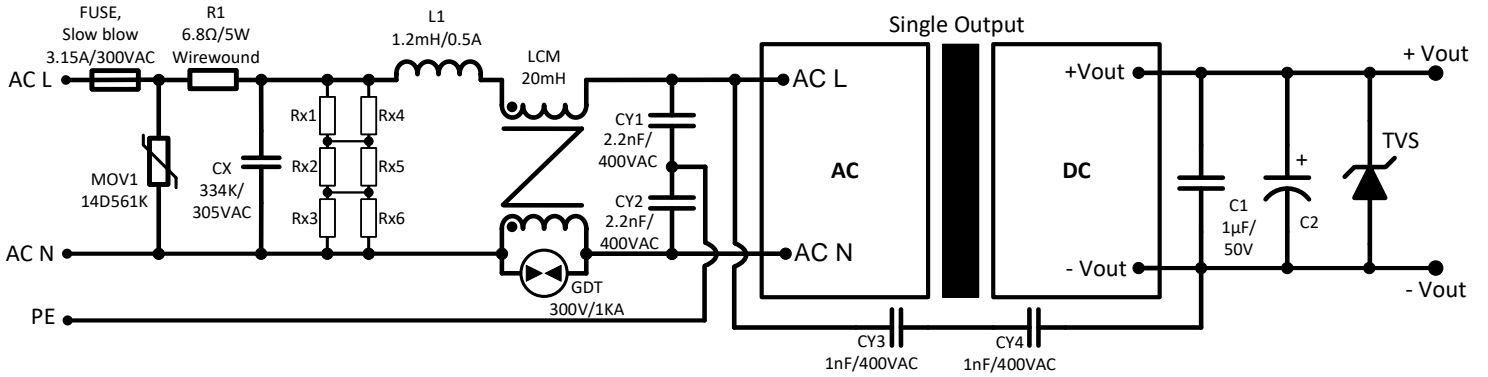 FUSE,
Slow blow
3.15A/300VAC
R1
6.8Ω/5W
Wirewound
L1
1.2mH/0.5A
LCM
20mH
Single Output
AC L
AC L
+Vout
+ Vout
Rx1
Rx4
CY1
2.2nF/
400VAC
TVS
MOV1
14D561K
CX
334K/
305VAC
Rx2
Rx5
AC
DC
+
C1
1µF/
50V
C2
Rx3
Rx6
CY2
2.2nF/
400VAC
AC N
AC N
- Vout
- Vout
GDT
300V/1KA
PE
CY3
1nF/400VAC
CY4
1nF/400VAC